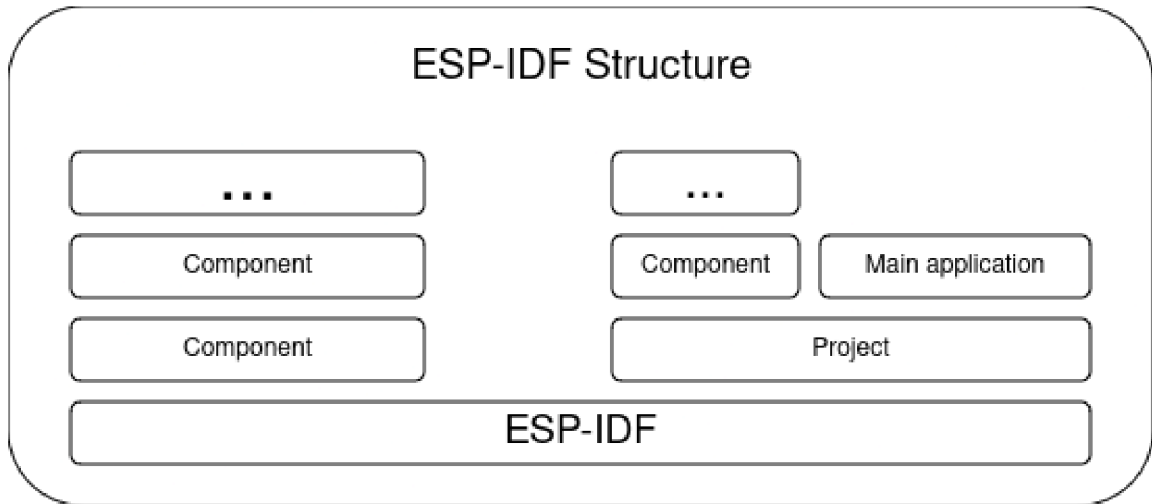 ESP-IDF Structure
... ...
Component Component Main application
Component Project
ESP-IDF